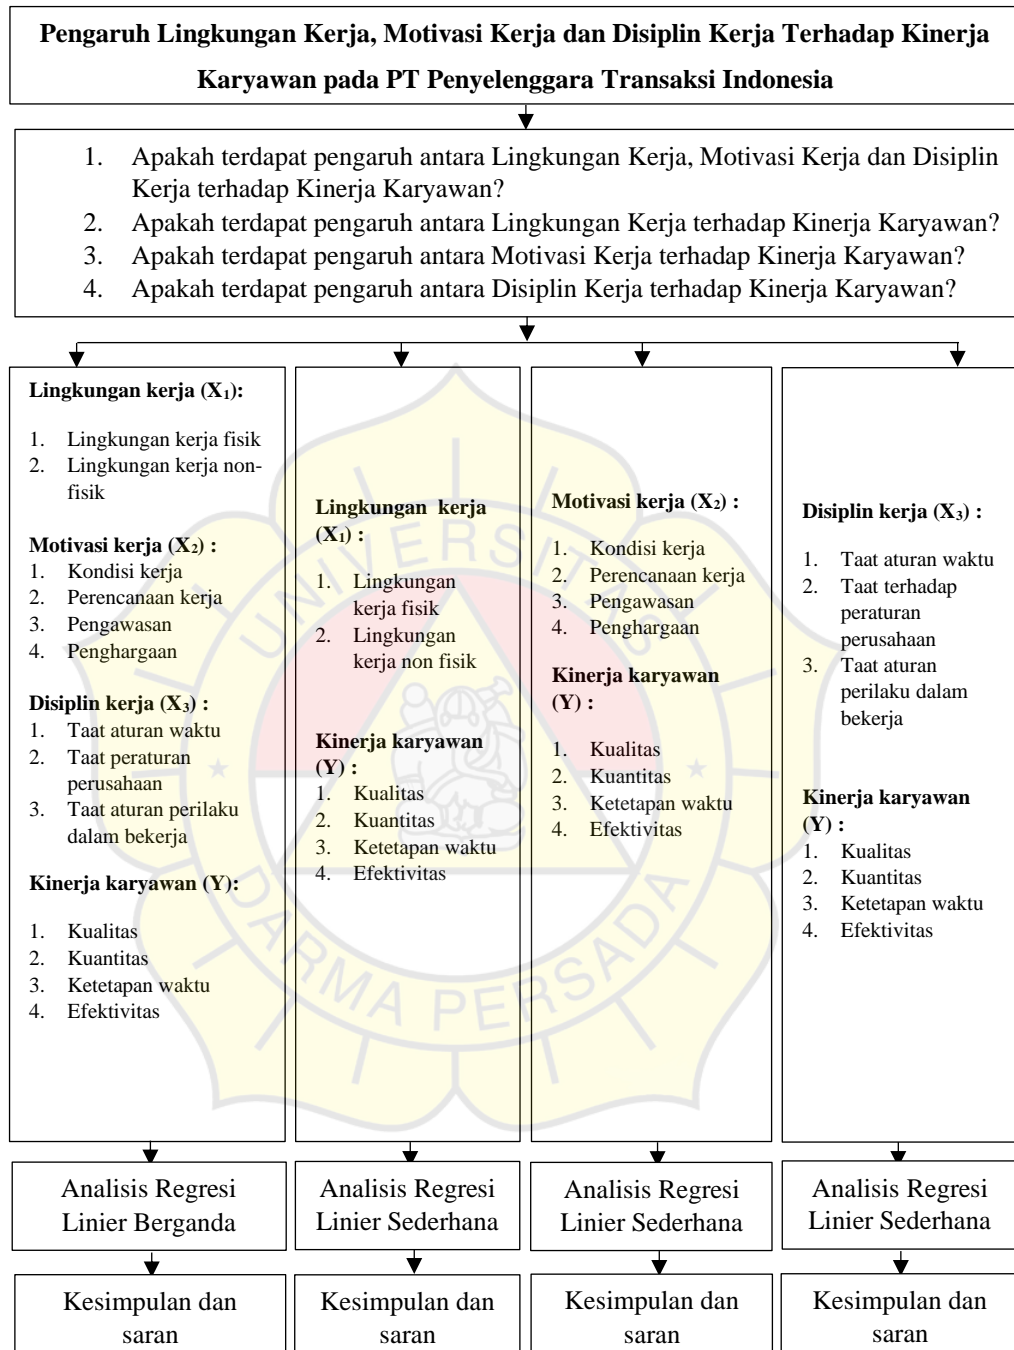 Pengaruh Lingkungan Kerja, Motivasi Kerja dan Disiplin Kerja Terhadap Kinerja
Karyawan pada PT Penyelenggara Transaksi Indonesia
1. Apakah terdapat pengaruh antara Lingkungan Kerja, Motivasi Kerja dan Disiplin
Kerja terhadap Kinerja Karyawan?
2. Apakah terdapat pengaruh antara Lingkungan Kerja terhadap Kinerja Karyawan?
3. Apakah terdapat pengaruh antara Motivasi Kerja terhadap Kinerja Karyawan?
4. Apakah terdapat pengaruh antara Disiplin Kerja terhadap Kinerja Karyawan?
Lingkungan kerja (X₁):
1. Lingkungan kerja fisik
2. Lingkungan kerja non-
fisik
Motivasi kerja (X₂) :
1. Kondisi kerja
2. Perencanaan kerja
3. Pengawasan
4. Penghargaan
Disiplin kerja (X₃) :
1. Taat aturan waktu
2. Taat peraturan
perusahaan
3. Taat aturan perilaku
dalam bekerja
Kinerja karyawan (Y):
1. Kualitas
2. Kuantitas
3. Ketetapan waktu
4. Efektivitas
Lingkungan kerja
(X₁) :
1. Lingkungan
kerja fisik
2. Lingkungan
kerja non fisik
Kinerja karyawan
(Y) :
1. Kualitas
2. Kuantitas
3. Ketetapan waktu
4. Efektivitas
Motivasi kerja (X₂) :
1. Kondisi kerja
2. Perencanaan kerja
3. Pengawasan
4. Penghargaan
Kinerja karyawan
(Y) :
1. Kualitas
2. Kuantitas
3. Ketetapan waktu
4. Efektivitas
Disiplin kerja (X₃) :
1. Taat aturan waktu
2. Taat terhadap
peraturan
perusahaan
3. Taat aturan
perilaku dalam
bekerja
Kinerja karyawan
(Y) :
1. Kualitas
2. Kuantitas
3. Ketetapan waktu
4. Efektivitas
UNIVERSITAS
DARMA PERSADA
Analisis Regresi
Linier Berganda
Analisis Regresi
Linier Sederhana
Analisis Regresi
Linier Sederhana
Analisis Regresi
Linier Sederhana
Kesimpulan dan
saran
Kesimpulan dan
saran
Kesimpulan dan
saran
Kesimpulan dan
saran